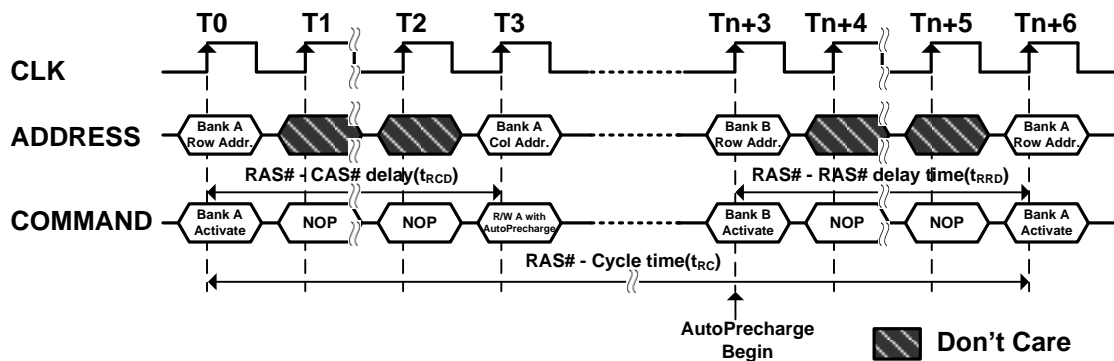 T0 T1 T2 T3 Tn+3 Tn+4 Tn+5 Tn+6
CLK
ADDRESS
Bank A
Row Addr.
Bank A
Col Addr.
Bank B
Row Addr.
Bank A
Row Addr.
RAS# - CAS# delay(tRCD)
RAS# - RAS# delay time(tRRD)
COMMAND
Bank A
Activate
NOP
NOP
R/W A with
AutoPrecharge
Bank B
Activate
NOP
NOP
Bank A
Activate
RAS# - Cycle time(tRC)
AutoPrecharge
Begin
Don't Care